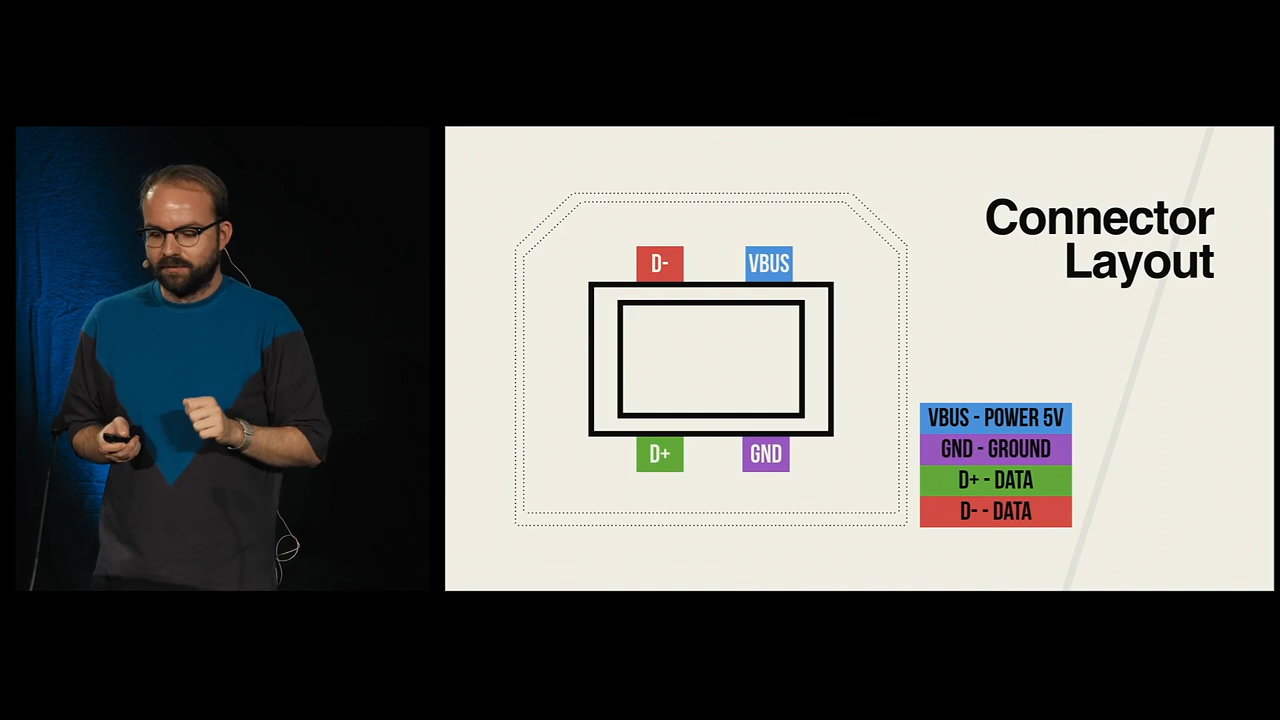 Connector
Layout
D-
VBUS
D+
GND
VBUS - POWER 5V
GND - GROUND
D+ - DATA
D- - DATA